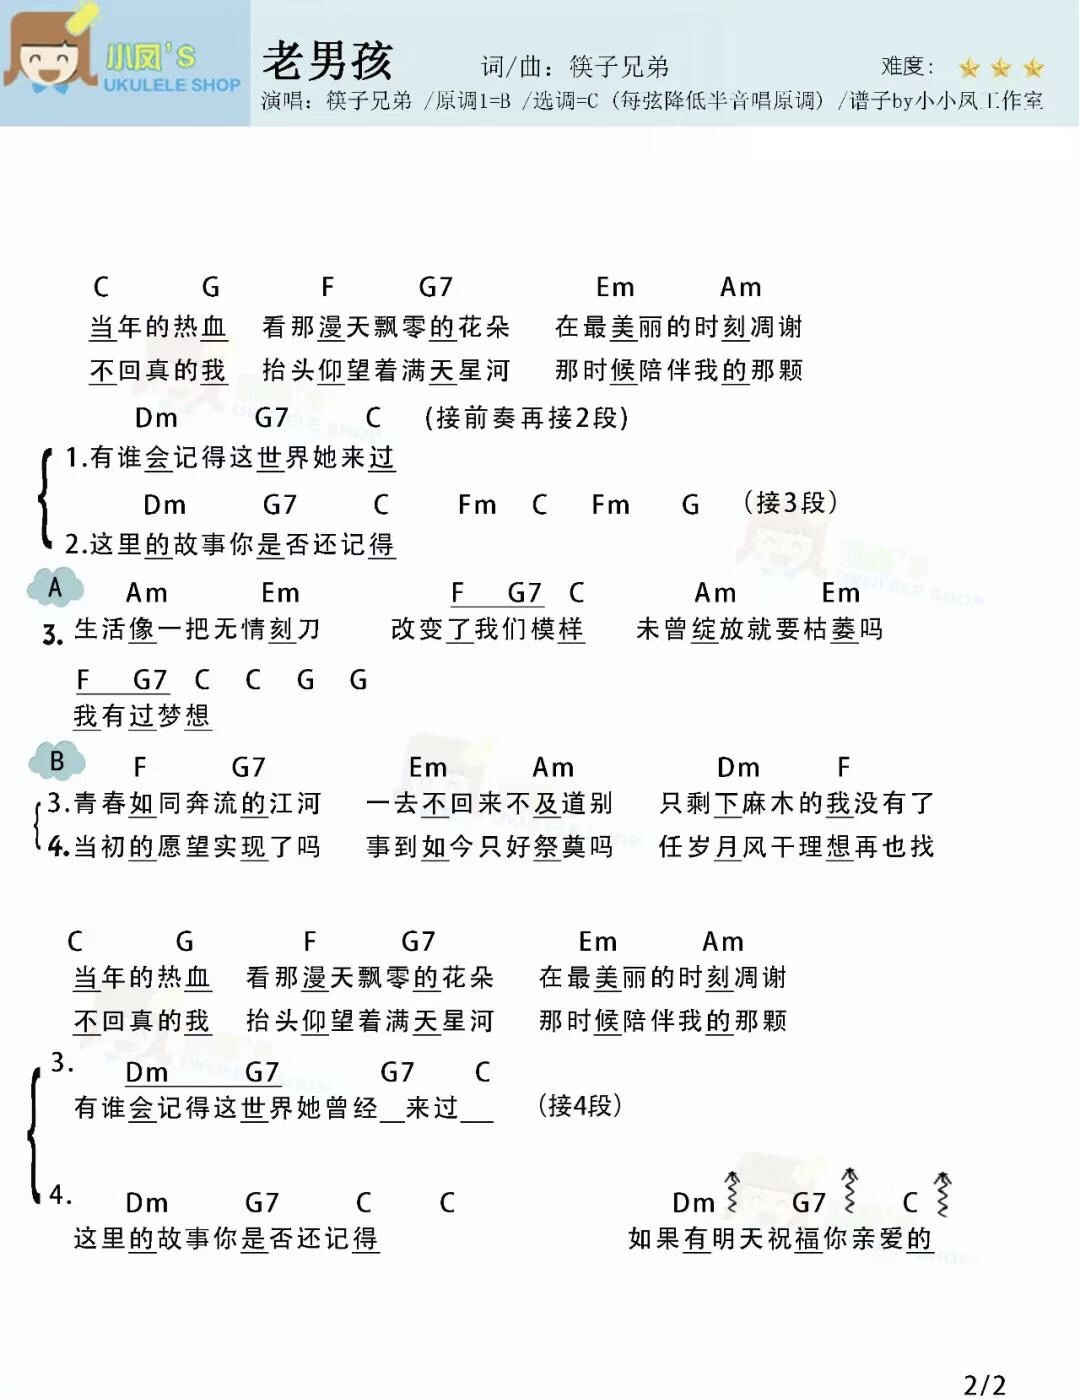 小凤's
UKULELE SHOP
老男孩 词/曲：筷子兄弟 难度：
演唱：筷子兄弟 /原调1=B /选调=C（每弦降低半音唱原调）/谱子by小小凤工作室
C G F G7 Em Am
当年的热血 看那漫天飘零的花朵 在最美丽的时刻凋谢
不回真的我 抬头仰望着满天星河 那时候陪伴我的那颗
Dm G7 C (接前奏再接2段)
1.有谁会记得这世界她来过
Dm G7 C Fm C Fm G （接3段）
2.这里的故事你是否还记得
A Am Em F G7 C Am Em
3. 生活像一把无情刻刀 改变了我们模样 未曾绽放就要枯萎吗
F G7 C C G G
我有过梦想
B F G7 Em Am Dm F
3.青春如同奔流的江河 一去不回来不及道别 只剩下麻木的我没有了
4.当初的愿望实现了吗 事到如今只好祭奠吗 任岁月风干理想再也找
C G F G7 Em Am
当年的热血 看那漫天飘零的花朵 在最美丽的时刻凋谢
不回真的我 抬头仰望着满天星河 那时候陪伴我的那颗
3. Dm G7 G7 C
有谁会记得这世界她曾经__来过__ （接4段）
4. Dm G7 C C Dm G7 C
这里的故事你是否还记得 如果有明天祝福你亲爱的
2/2